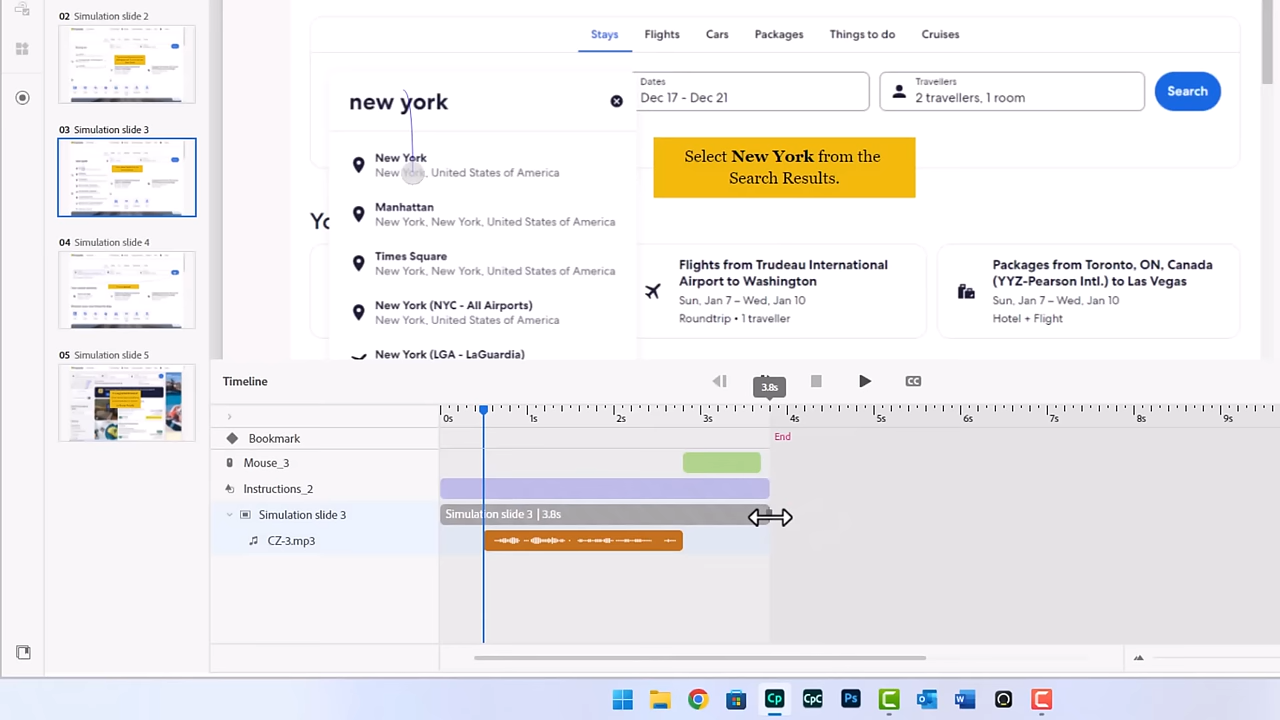 02 Simulation slide 2
03 Simulation slide 3
04 Simulation slide 4
05 Simulation slide 5
Stays Flights Cars Packages Things to do Cruises
new york
Dates
Dec 17 - Dec 21
Travellers
2 travellers, 1 room
Search
New York
New York, United States of America
Manhattan
New York, New York, United States of America
Times Square
New York, New York, United States of America
New York (NYC - All Airports)
New York, United States of America
New York (LGA - LaGuardia)
Select New York from the
Search Results.
Yo
Flights from Trudeau International
Airport to Washington
Sun, Jan 7 – Wed, Jan 10
Roundtrip • 1 traveller
Packages from Toronto, ON, Canada
(YYZ-Pearson Intl.) to Las Vegas
Sun, Jan 7 – Wed, Jan 10
Hotel + Flight
Timeline
CC
3.8s
0s 1s 2s 3s 4s 5s 6s 7s 8s 9s
End
Bookmark
Mouse_3
Instructions_2
Simulation slide 3
Simulation slide 3 | 3.8s
CZ-3.mp3
Cp CpC Ps W